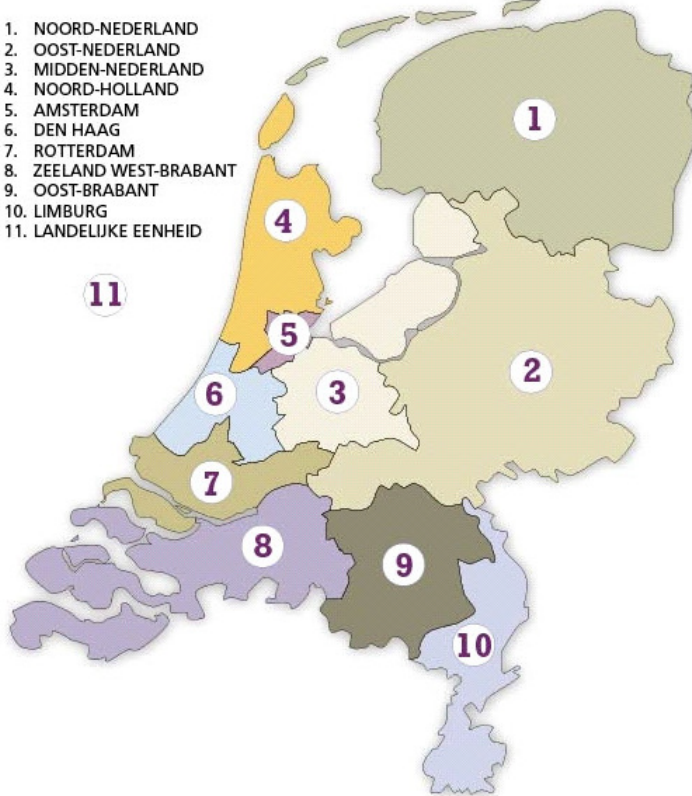 1. NOORD-NEDERLAND
2. OOST-NEDERLAND
3. MIDDEN-NEDERLAND
4. NOORD-HOLLAND
5. AMSTERDAM
6. DEN HAAG
7. ROTTERDAM
8. ZEELAND WEST-BRABANT
9. OOST-BRABANT
10. LIMBURG
11. LANDELIJKE EENHEID
1
4
11
5
2
6
3
7
8
9
10